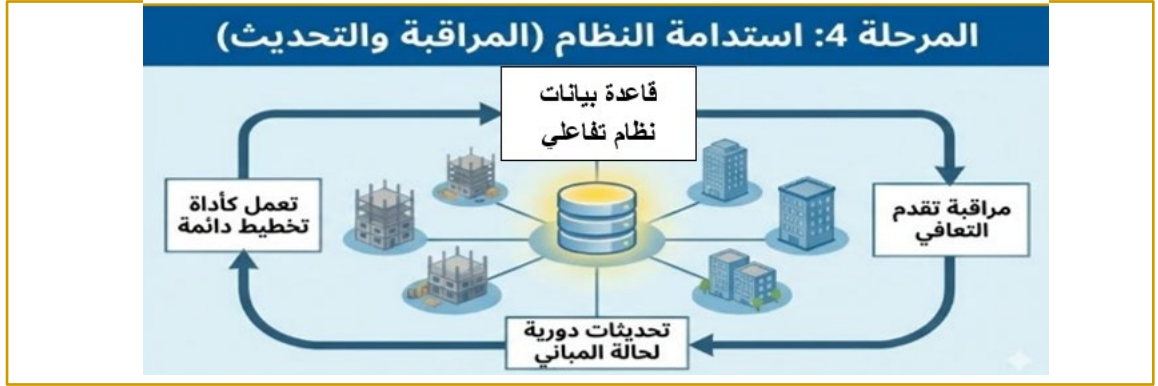 المرحلة 4: استدامة النظام (المراقبة والتحديث)
قاعدة بيانات
نظام تفاعلي
مراقبة تقدم
التعافي
تحديثات دورية
لحالة المباني
تعمل كأداة
تخطيط دائمة